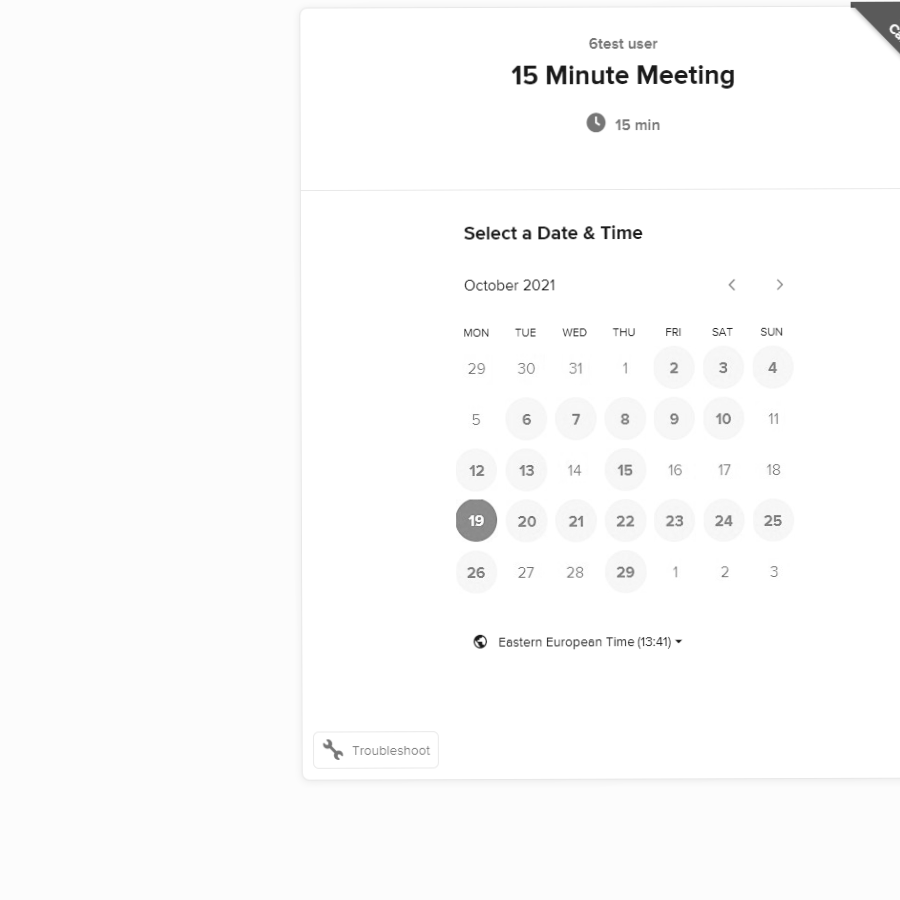 6test user
15 Minute Meeting
15 min
Select a Date & Time
October 2021
MON TUE WED THU FRI SAT SUN
29 30 31 1 2 3 4
5 6 7 8 9 10 11
12 13 14 15 16 17 18
19 20 21 22 23 24 25
26 27 28 29 1 2 3
Eastern European Time (13:41)
Troubleshoot